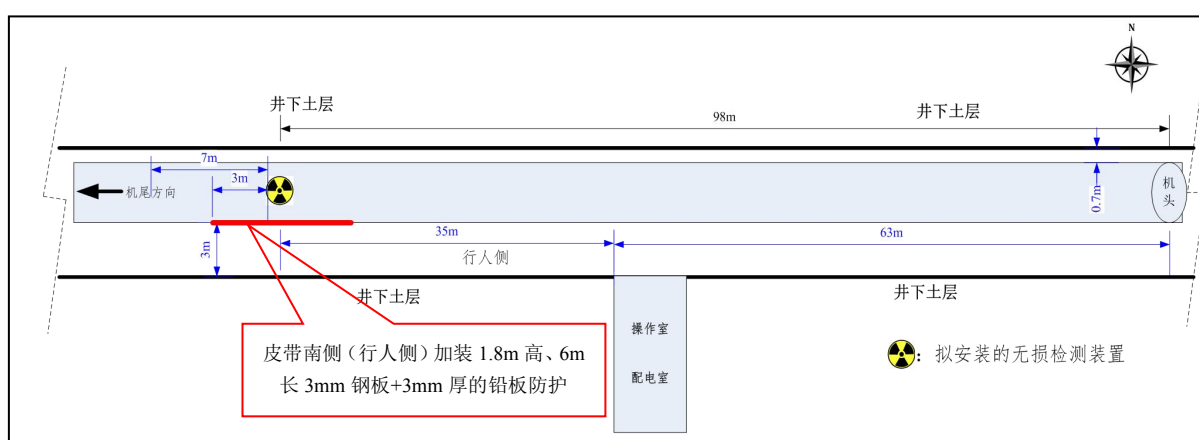 N
井下土层
井下土层
98m
7m
3m
机尾方向
机
头
0.7m
35m
63m
3m
行人侧
井下土层
井下土层
操作室
配电室
皮带南侧（行人侧）加装 1.8m 高、6m
长 3mm 钢板+3mm 厚的铅板防护
：拟安装的无损检测装置